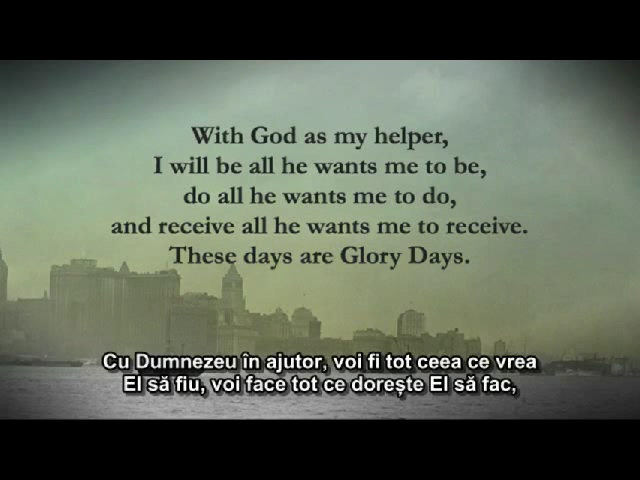 With God as my helper,
I will be all he wants me to be,
do all he wants me to do,
and receive all he wants me to receive.
These days are Glory Days.
Cu Dumnezeu în ajutor, voi fi tot ceea ce vrea
El să fiu, voi face tot ce dorește El să fac,